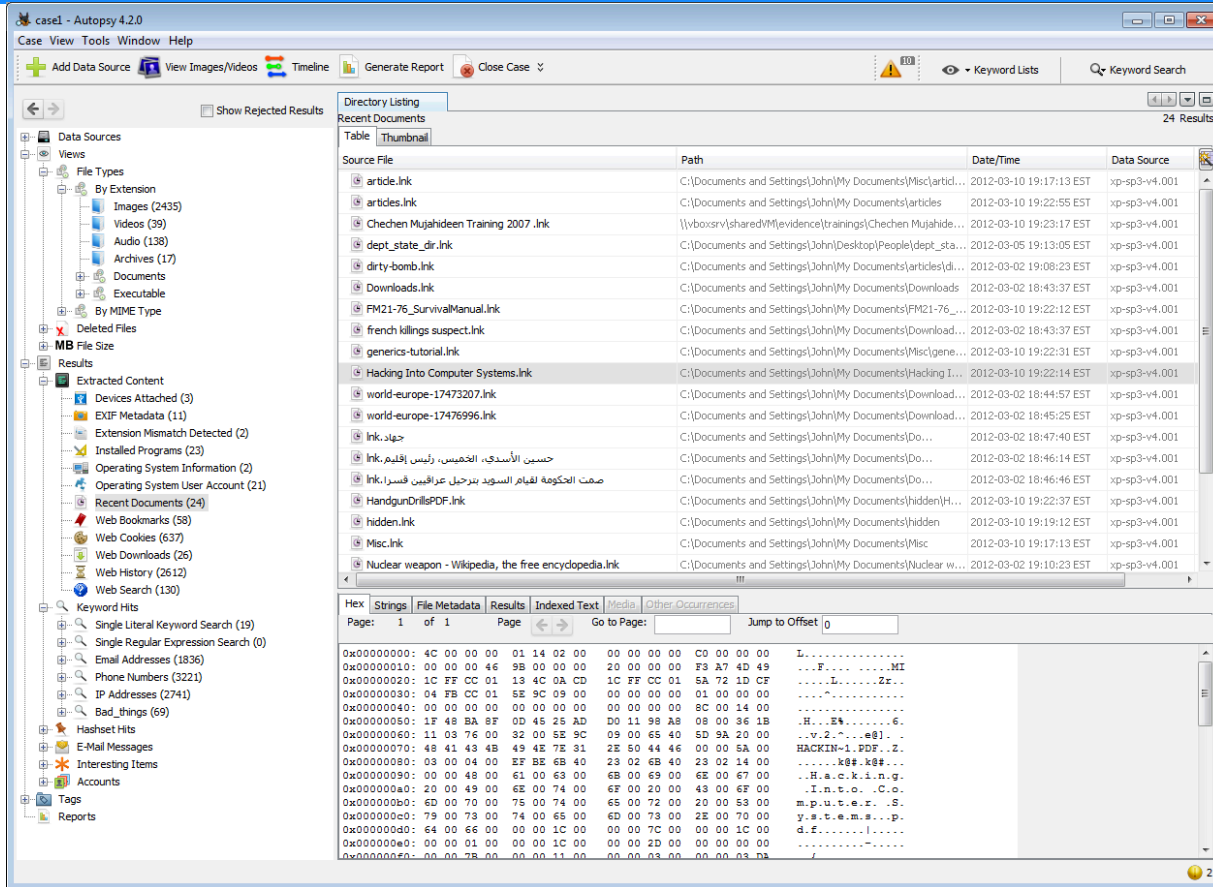 case1 - Autopsy 4.2.0
Case View Tools Window Help
Add Data Source View Images/Videos Timeline Generate Report Close Case 10 Keyword Lists Keyword Search
Show Rejected Results
Data Sources
Views
File Types
By Extension
Images (2435)
Videos (39)
Audio (138)
Archives (17)
Documents
Executable
By MIME Type
Deleted Files
MB File Size
Results
Extracted Content
Devices Attached (3)
EXIF Metadata (11)
Extension Mismatch Detected (2)
Installed Programs (23)
Operating System Information (2)
Operating System User Account (21)
Recent Documents (24)
Web Bookmarks (58)
Web Cookies (637)
Web Downloads (26)
Web History (2612)
Web Search (130)
Keyword Hits
Single Literal Keyword Search (19)
Single Regular Expression Search (0)
Email Addresses (1836)
Phone Numbers (3221)
IP Addresses (2741)
Bad_things (69)
Hashset Hits
E-Mail Messages
Interesting Items
Accounts
Tags
Reports
Directory Listing
Recent Documents 24 Results
Table Thumbnail
Source File Path Date/Time Data Source
article.lnk C:\Documents and Settings\John\My Documents\Misc\articl... 2012-03-10 19:17:13 EST xp-sp3-v4.001
articles.lnk C:\Documents and Settings\John\My Documents\articles 2012-03-10 19:22:55 EST xp-sp3-v4.001
Chechen Mujahideen Training 2007 .lnk \\vboxsrv\sharedVM\evidence\trainings\Chechen Mujahide... 2012-03-10 19:23:17 EST xp-sp3-v4.001
dept_state_dir.lnk C:\Documents and Settings\John\Desktop\People\dept_sta... 2012-03-05 19:13:05 EST xp-sp3-v4.001
dirty-bomb.lnk C:\Documents and Settings\John\My Documents\articles\di... 2012-03-02 19:08:23 EST xp-sp3-v4.001
Downloads.lnk C:\Documents and Settings\John\My Documents\Downloads 2012-03-02 18:43:37 EST xp-sp3-v4.001
FM21-76_SurvivalManual.lnk C:\Documents and Settings\John\My Documents\FM21-76_... 2012-03-10 19:22:12 EST xp-sp3-v4.001
french killings suspect.lnk C:\Documents and Settings\John\My Documents\Download... 2012-03-02 18:43:37 EST xp-sp3-v4.001
generics-tutorial.lnk C:\Documents and Settings\John\My Documents\Misc\gene... 2012-03-10 19:22:31 EST xp-sp3-v4.001
Hacking Into Computer Systems.lnk C:\Documents and Settings\John\My Documents\Hacking I... 2012-03-10 19:22:14 EST xp-sp3-v4.001
world-europe-17473207.lnk C:\Documents and Settings\John\My Documents\Download... 2012-03-02 18:44:57 EST xp-sp3-v4.001
world-europe-17476996.lnk C:\Documents and Settings\John\My Documents\Download... 2012-03-02 18:45:25 EST xp-sp3-v4.001
جهاد.lnk C:\Documents and Settings\John\My Documents\Do... 2012-03-02 18:47:40 EST xp-sp3-v4.001
حسين الأسدي، الخميس، رئيس إقليم.lnk C:\Documents and Settings\John\My Documents\Do... 2012-03-02 18:46:14 EST xp-sp3-v4.001
صمت الحكومة لقيام السويد بترحيل عراقيين قسرا.lnk C:\Documents and Settings\John\My Documents\Do... 2012-03-02 18:46:46 EST xp-sp3-v4.001
HandgunDrillsPDF.lnk C:\Documents and Settings\John\My Documents\hidden\H... 2012-03-10 19:22:37 EST xp-sp3-v4.001
hidden.lnk C:\Documents and Settings\John\My Documents\hidden 2012-03-10 19:19:12 EST xp-sp3-v4.001
Misc.lnk C:\Documents and Settings\John\My Documents\Misc 2012-03-10 19:17:13 EST xp-sp3-v4.001
Nuclear weapon - Wikipedia, the free encyclopedia.lnk C:\Documents and Settings\John\My Documents\Nuclear w... 2012-03-02 19:10:23 EST xp-sp3-v4.001
Hex Strings File Metadata Results Indexed Text Media Other Occurrences
Page: 1 of 1 Page Go to Page: Jump to Offset 0
0x00000000: 4C 00 00 00 01 14 02 00 00 00 00 00 C0 00 00 00 L...............
0x00000010: 00 00 00 46 9B 00 00 00 20 00 00 00 F3 A7 4D 49 ...F.... .....MI
0x00000020: 1C FF CC 01 13 4C 0A CD 1C FF CC 01 5A 72 1D CF .....L......Zr..
0x00000030: 04 FB CC 01 5E 9C 09 00 00 00 00 00 01 00 00 00 ....^...........
0x00000040: 00 00 00 00 00 00 00 00 00 00 00 00 8C 00 14 00 ................
0x00000050: 1F 48 BA 8F 0D 45 25 AD D0 11 98 A8 08 00 36 1B .H...E%.......6.
0x00000060: 11 03 76 00 32 00 5E 9C 09 00 65 40 5D 9A 20 00 ..v.2.^...e@]. .
0x00000070: 48 41 43 4B 49 4E 7E 31 2E 50 44 46 00 00 5A 00 HACKIN~1.PDF..Z.
0x00000080: 03 00 04 00 EF BE 6B 40 23 02 6B 40 23 02 14 00 ......k@#.k@#...
0x00000090: 00 00 48 00 61 00 63 00 6B 00 69 00 6E 00 67 00 ..H.a.c.k.i.n.g.
0x000000a0: 20 00 49 00 6E 00 74 00 6F 00 20 00 43 00 6F 00 .I.n.t.o. .C.o.
0x000000b0: 6D 00 70 00 75 00 74 00 65 00 72 00 20 00 53 00 m.p.u.t.e.r. .S.
0x000000c0: 79 00 73 00 74 00 65 00 6D 00 73 00 2E 00 70 00 y.s.t.e.m.s...p.
0x000000d0: 64 00 66 00 00 00 1C 00 00 00 7C 00 00 00 1C 00 d.f.......|.....
0x000000e0: 00 00 01 00 00 00 1C 00 00 00 2D 00 00 00 00 00 ..........-.....
0x000000f0: 00 00 7B 00 00 00 11 00 00 00 03 00 00 00 03 DA
2